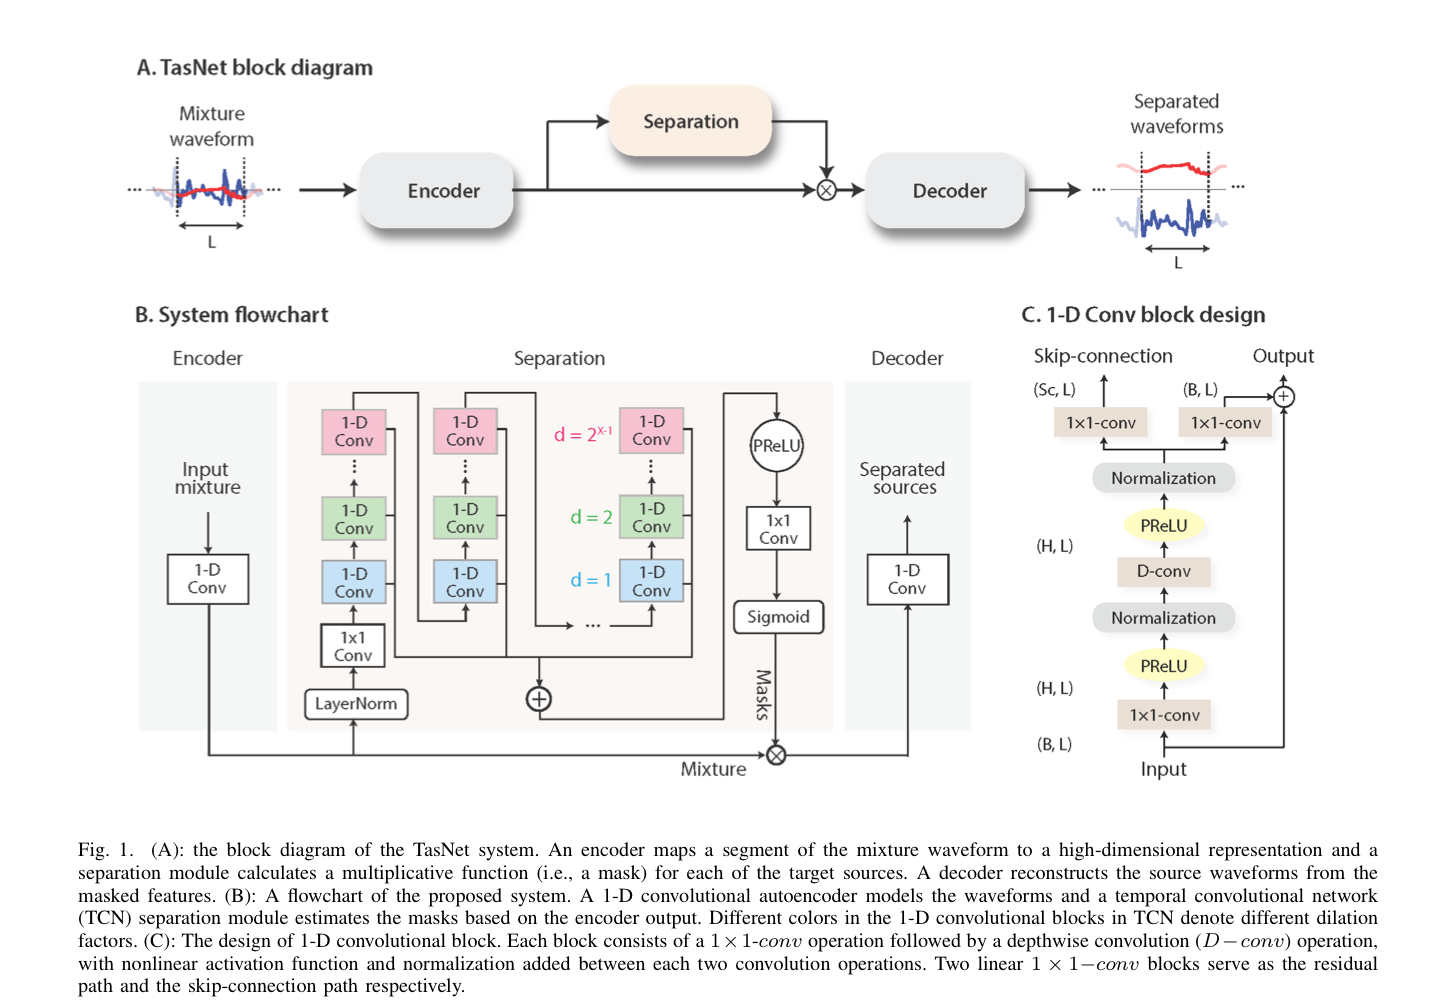 A. TasNet block diagram
Mixture
waveform
...
...
L
Encoder
Separation
Decoder
Separated
waveforms
...
...
L
B. System flowchart
Encoder
Separation
Decoder
Input
mixture
1-D
Conv
1-D
Conv
1-D
Conv
1-D
Conv
1x1
Conv
LayerNorm
1-D
Conv
1-D
Conv
1-D
Conv
d = 2^{X-1}
d = 2
d = 1
...
1-D
Conv
1-D
Conv
1-D
Conv
+
PReLU
1x1
Conv
Sigmoid
Masks
Mixture
Separated
sources
1-D
Conv
C. 1-D Conv block design
Skip-connection
Output
(Sc, L)
(B, L)
+
1×1-conv
1×1-conv
Normalization
PReLU
(H, L)
D-conv
Normalization
PReLU
(H, L)
1×1-conv
(B, L)
Input
Fig. 1. (A): the block diagram of the TasNet system. An encoder maps a segment of the mixture waveform to a high-dimensional representation and a
separation module calculates a multiplicative function (i.e., a mask) for each of the target sources. A decoder reconstructs the source waveforms from the
masked features. (B): A flowchart of the proposed system. A 1-D convolutional autoencoder models the waveforms and a temporal convolutional network
(TCN) separation module estimates the masks based on the encoder output. Different colors in the 1-D convolutional blocks in TCN denote different dilation
factors. (C): The design of 1-D convolutional block. Each block consists of a 1 × 1-conv operation followed by a depthwise convolution (D − conv) operation,
with nonlinear activation function and normalization added between each two convolution operations. Two linear 1 × 1−conv blocks serve as the residual
path and the skip-connection path respectively.